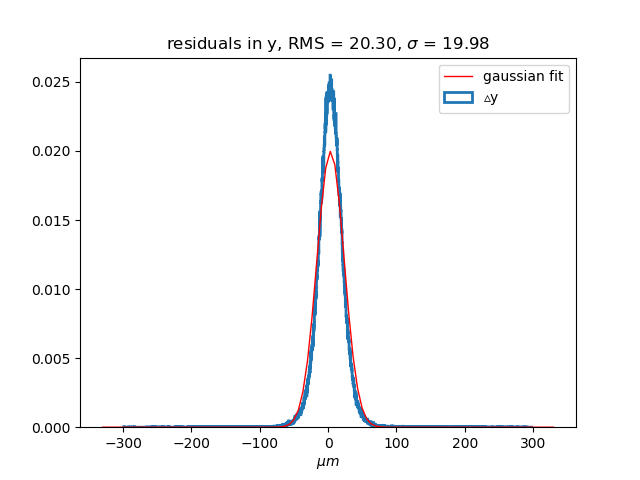 residuals in y, RMS = 20.30, σ = 19.98
gaussian fit
▵y
0.025
0.020
0.015
0.010
0.005
0.000
−300 −200 −100 0 100 200 300
μm